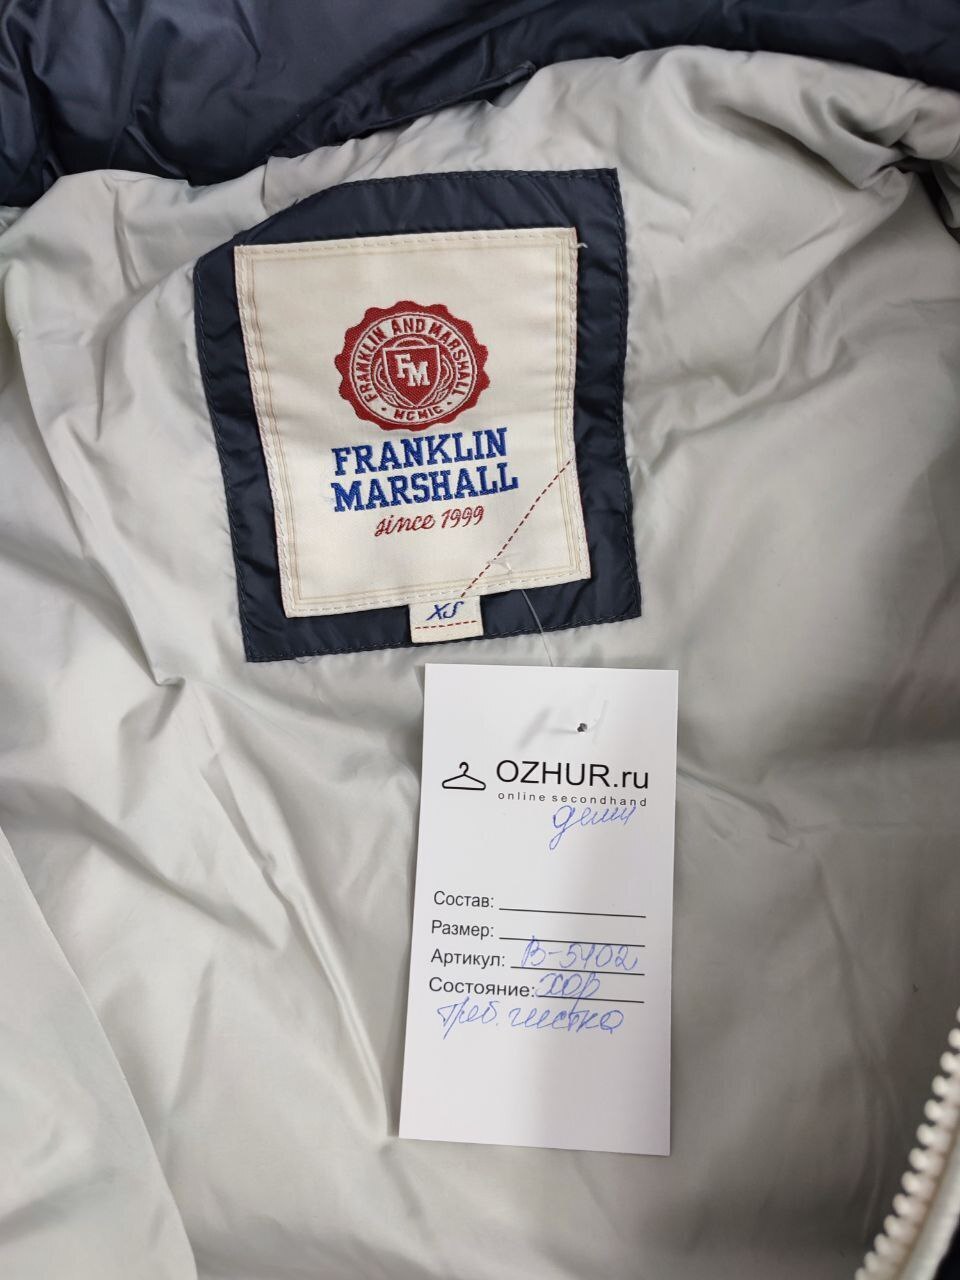 FRANKLIN AND MARSHALL
FM
MCMIC
FRANKLIN
MARSHALL
since 1999
XS
OZHUR.ru
online secondhand
деми
Состав:
Размер:
Артикул: В-5402
Состояние: хор
треб. чистка